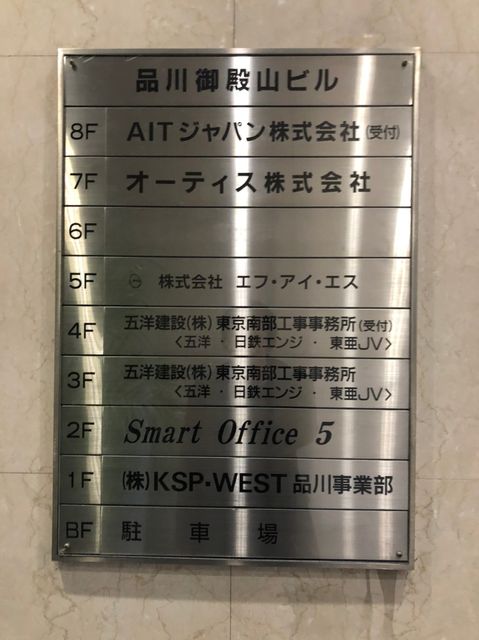 品川御殿山ビル
8F AITジャパン株式会社(受付)
7F オーティス株式会社
6F
5F 株式会社 エフ・アイ・エス
4F 五洋建設(株)東京南部工事事務所(受付)
〈五洋 ・ 日鉄エンジ ・ 東亜JV〉
3F 五洋建設(株)東京南部工事事務所
〈五洋 ・ 日鉄エンジ ・ 東亜JV〉
2F Smart Office 5
1F (株)KSP・WEST 品川事業部
BF 駐 車 場